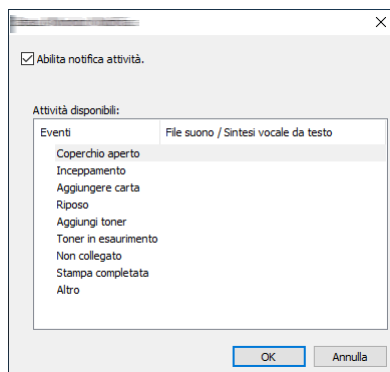 Abilita notifica attività.
Attività disponibili:
Eventi File suono / Sintesi vocale da testo
Coperchio aperto
Inceppamento
Aggiungere carta
Riposo
Aggiungi toner
Toner in esaurimento
Non collegato
Stampa completata
Altro
OK Annulla